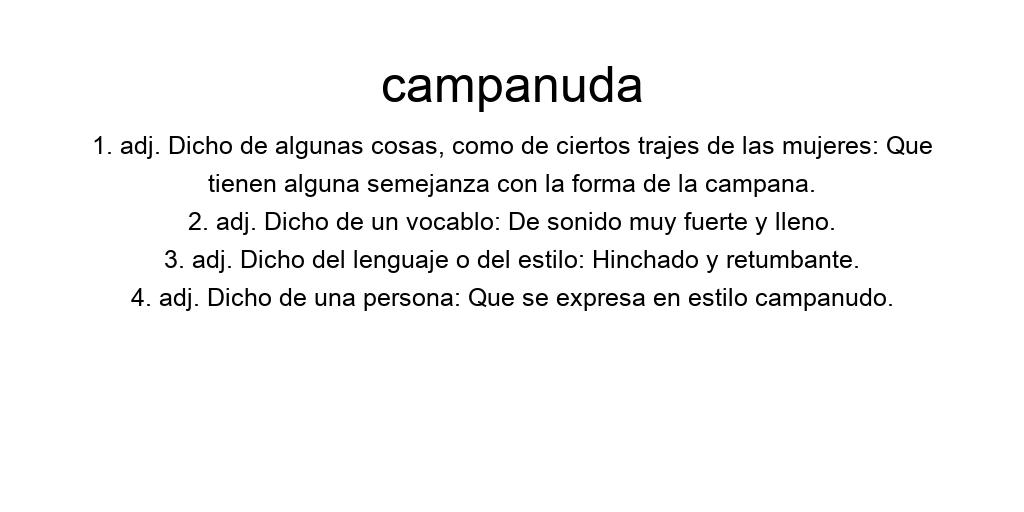 campanuda
1. adj. Dicho de algunas cosas, como de ciertos trajes de las mujeres: Que
tienen alguna semejanza con la forma de la campana.
2. adj. Dicho de un vocablo: De sonido muy fuerte y lleno.
3. adj. Dicho del lenguaje o del estilo: Hinchado y retumbante.
4. adj. Dicho de una persona: Que se expresa en estilo campanudo.